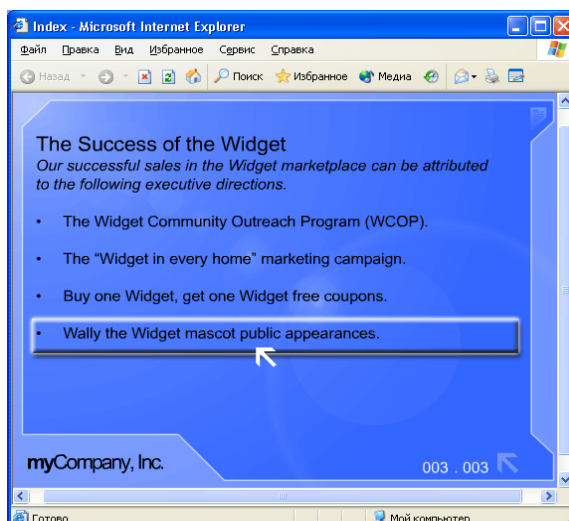 Index - Microsoft Internet Explorer
Файл Правка Вид Избранное Сервис Справка
Назад Поиск Избранное Медиа
The Success of the Widget
Our successful sales in the Widget marketplace can be attributed
to the following executive directions.
• The Widget Community Outreach Program (WCOP).
• The “Widget in every home” marketing campaign.
• Buy one Widget, get one Widget free coupons.
• Wally the Widget mascot public appearances.
myCompany, Inc.
003 . 003
Готово Мой компьютер